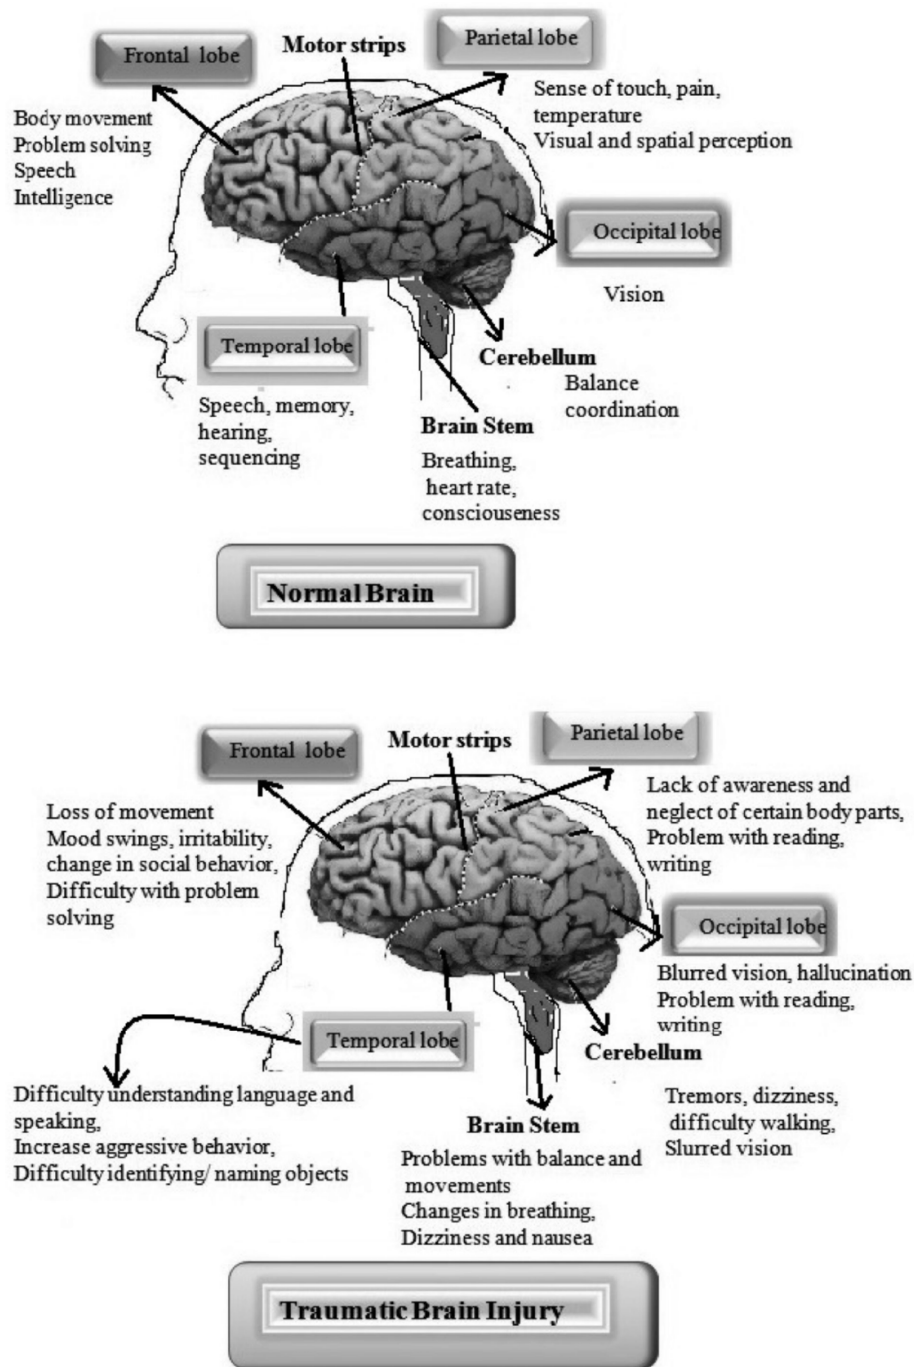 Frontal lobe
Motor strips
Parietal lobe
Body movement
Problem solving
Speech
Intelligence
Sense of touch, pain,
temperature
Visual and spatial perception
Occipital lobe
Vision
Temporal lobe
Speech, memory,
hearing,
sequencing
Cerebellum
Balance
coordination
Brain Stem
Breathing,
heart rate,
consciouseness
Normal Brain
Frontal lobe
Motor strips
Parietal lobe
Loss of movement
Mood swings, irritability,
change in social behavior,
Difficulty with problem
solving
Lack of awareness and
neglect of certain body parts,
Problem with reading,
writing
Occipital lobe
Blurred vision, hallucination
Problem with reading,
writing
Temporal lobe
Difficulty understanding language and
speaking,
Increase aggressive behavior,
Difficulty identifying/ naming objects
Cerebellum
Tremors, dizziness,
difficulty walking,
Slurred vision
Brain Stem
Problems with balance and
movements
Changes in breathing,
Dizziness and nausea
Traumatic Brain Injury